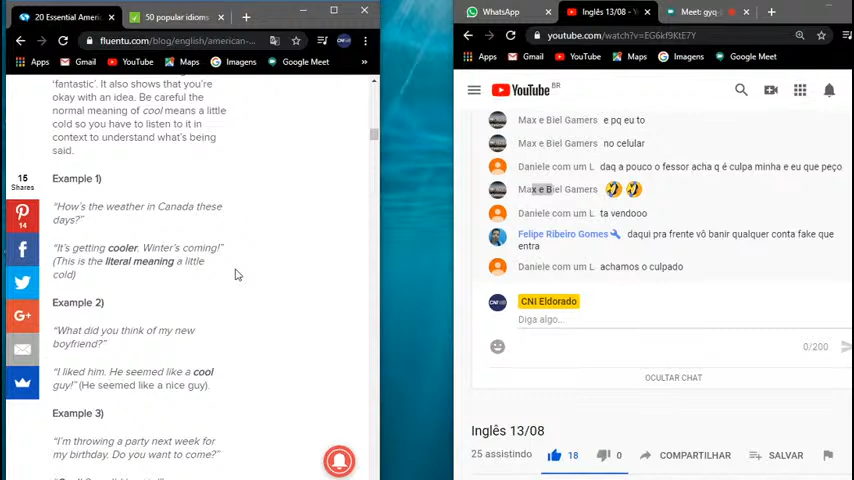 20 Essential Ameri
50 popular idioms
fluentu.com/blog/english/american-...
Apps
Gmail
YouTube
Maps
Imagens
Google Meet
'fantastic'. It also shows that you're
okay with an idea. Be careful the
normal meaning of cool means a little
cold so you have to listen to it in
context to understand what's being
said.
15
Shares
14
Example 1)
"How's the weather in Canada these
days?"
"It's getting cooler. Winter's coming!"
(This is the literal meaning a little
cold)
Example 2)
"What did you think of my new
boyfriend?"
"I liked him. He seemed like a cool
guy!" (He seemed like a nice guy).
Example 3)
"I'm throwing a party next week for
my birthday. Do you want to come?"
WhatsApp
Inglês 13/08 -
Meet: gyq-
youtube.com/watch?v=EG6kf9KtE7Y
Apps
Gmail
YouTube
Maps
Imagens
Google Meet
YouTube BR
Max e Biel Gamers e pq eu to
Max e Biel Gamers no celular
Daniele com um L daq a pouco o fessor acha q é culpa minha e eu que peço
Max e Biel Gamers 🤣🤣
Daniele com um L ta vendooo
Felipe Ribeiro Gomes daqui pra frente vô banir qualquer conta fake que
entra
Daniele com um L achamos o culpado
CNI Eldorado
Diga algo...
0/200
OCULTAR CHAT
Inglês 13/08
25 assistindo
18
0
COMPARTILHAR
SALVAR